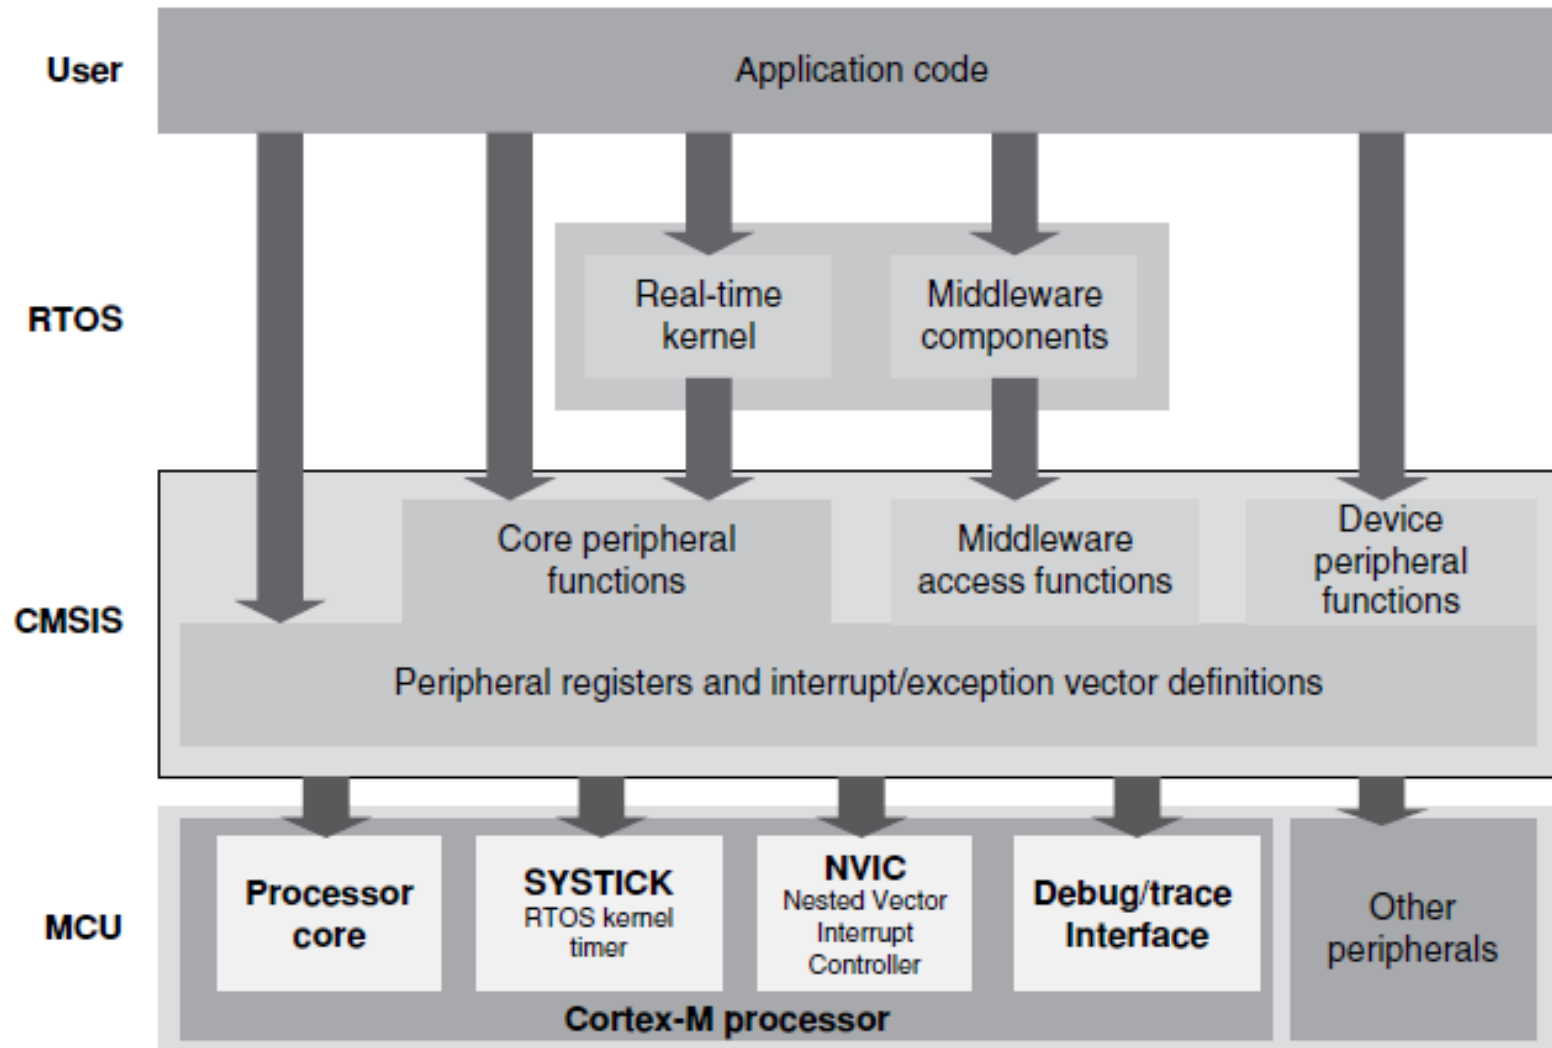 User
Application code
RTOS
Real-time
kernel
Middleware
components
CMSIS
Core peripheral
functions
Middleware
access functions
Device
peripheral
functions
Peripheral registers and interrupt/exception vector definitions
MCU
Processor
core
SYSTICK
RTOS kernel
timer
NVIC
Nested Vector
Interrupt
Controller
Debug/trace
Interface
Other
peripherals
Cortex-M processor